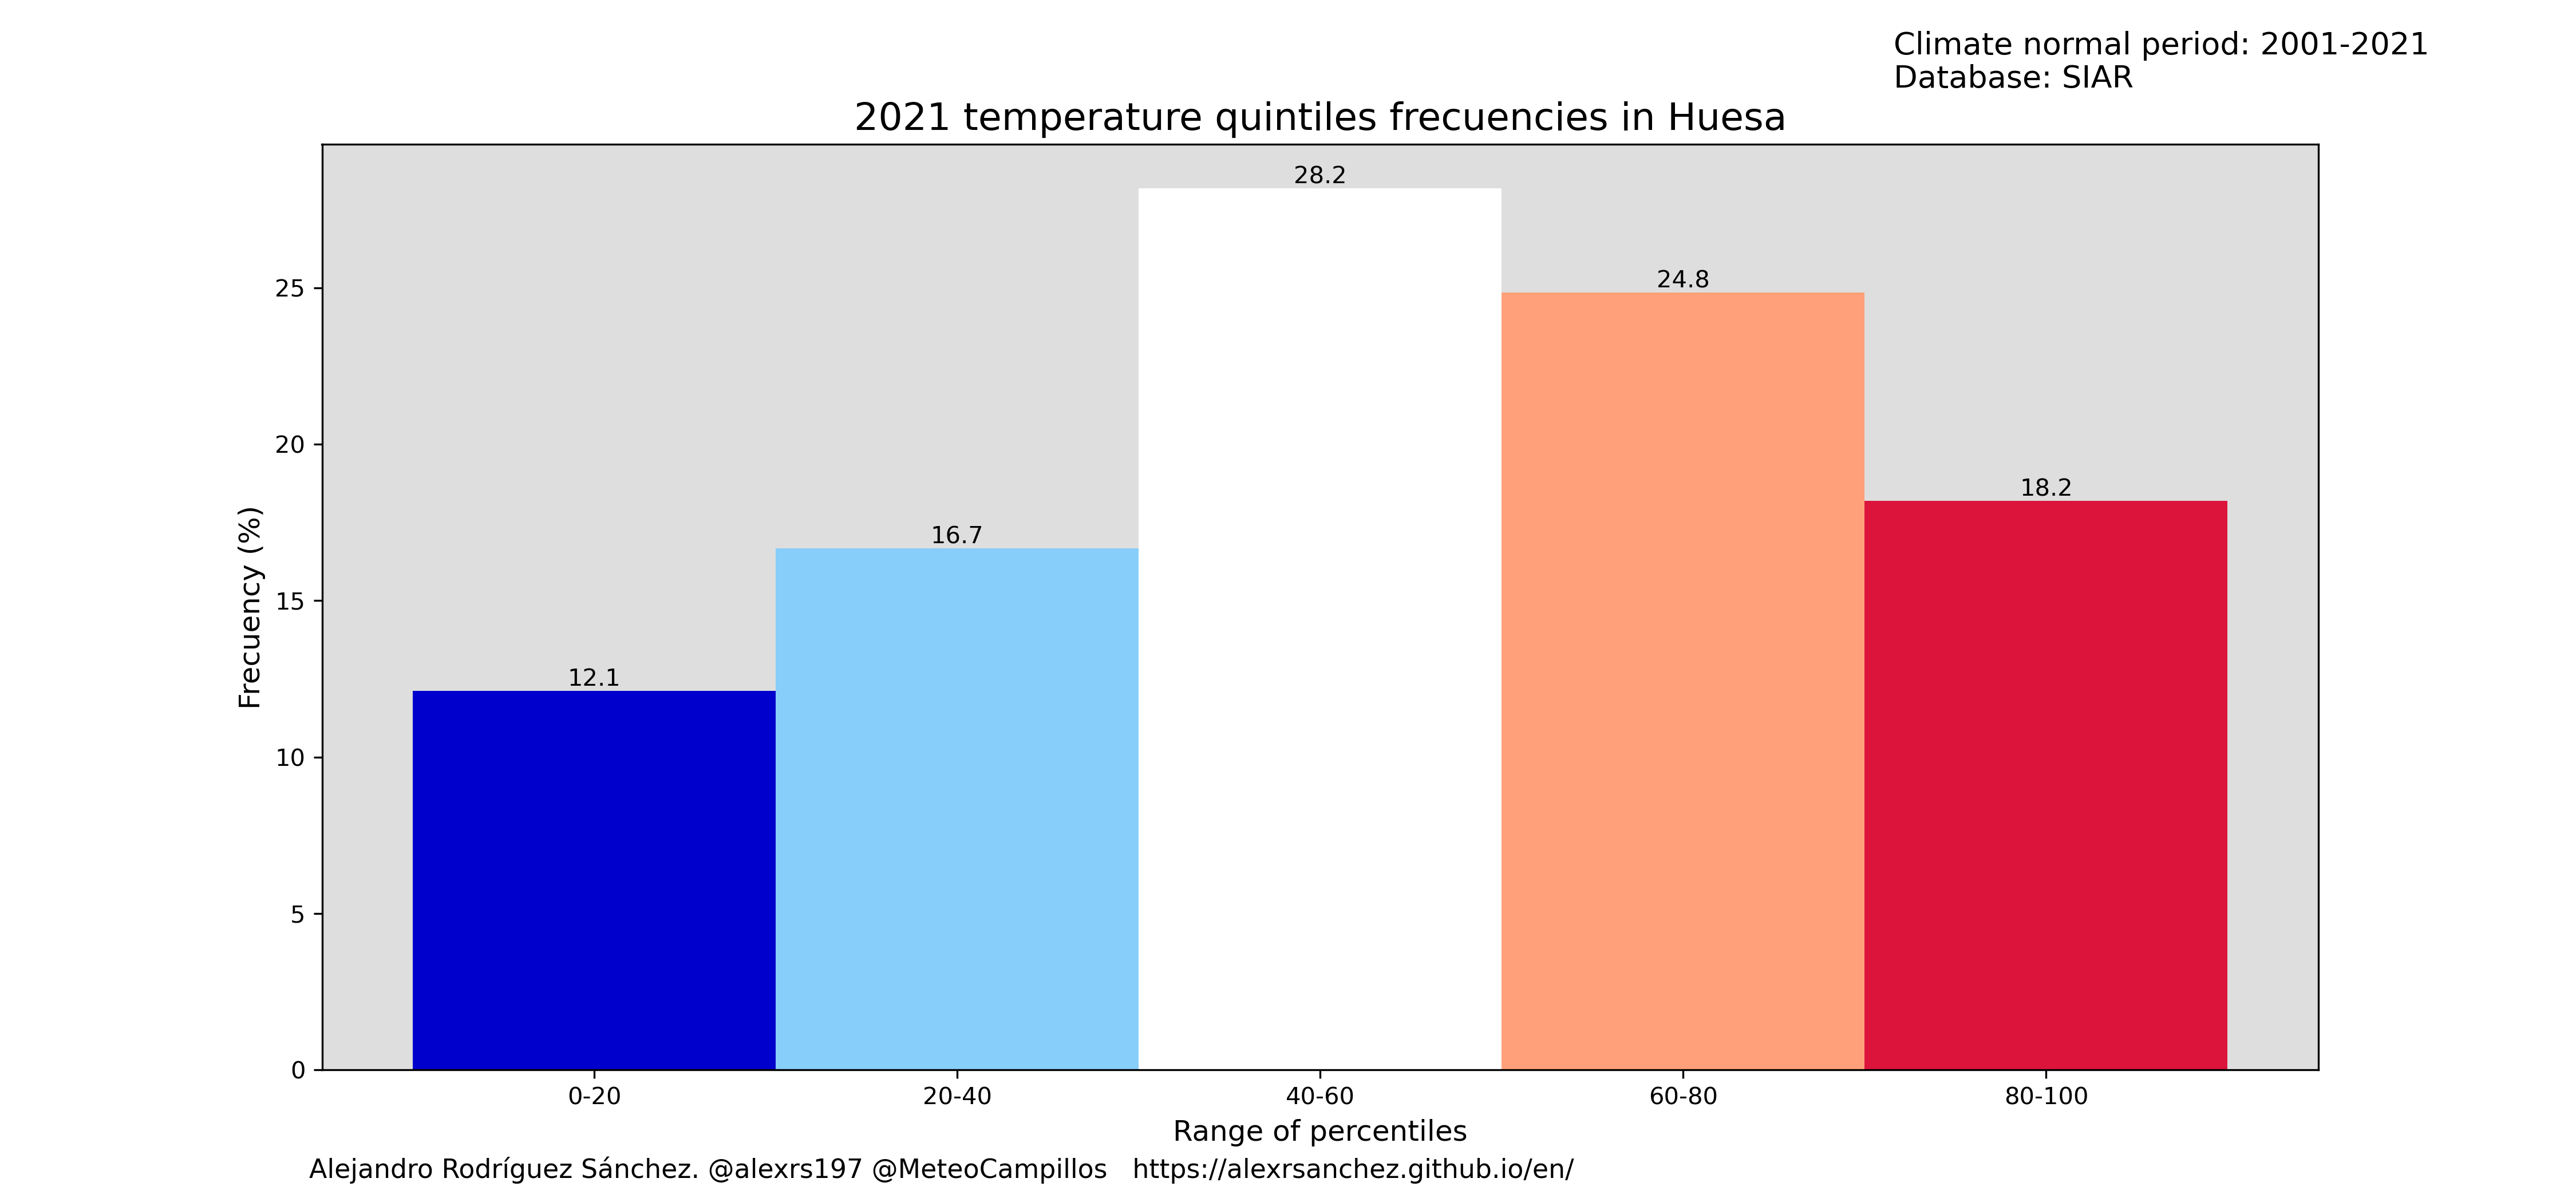 Climate normal period: 2001-2021
Database: SIAR
2021 temperature quintiles frecuencies in Huesa
28.2
24.8
18.2
16.7
12.1
Frecuency (%)
25
20
15
10
5
0
0-20
20-40
40-60
60-80
80-100
Range of percentiles
Alejandro Rodríguez Sánchez. @alexrs197 @MeteoCampillos   https://alexrsanchez.github.io/en/